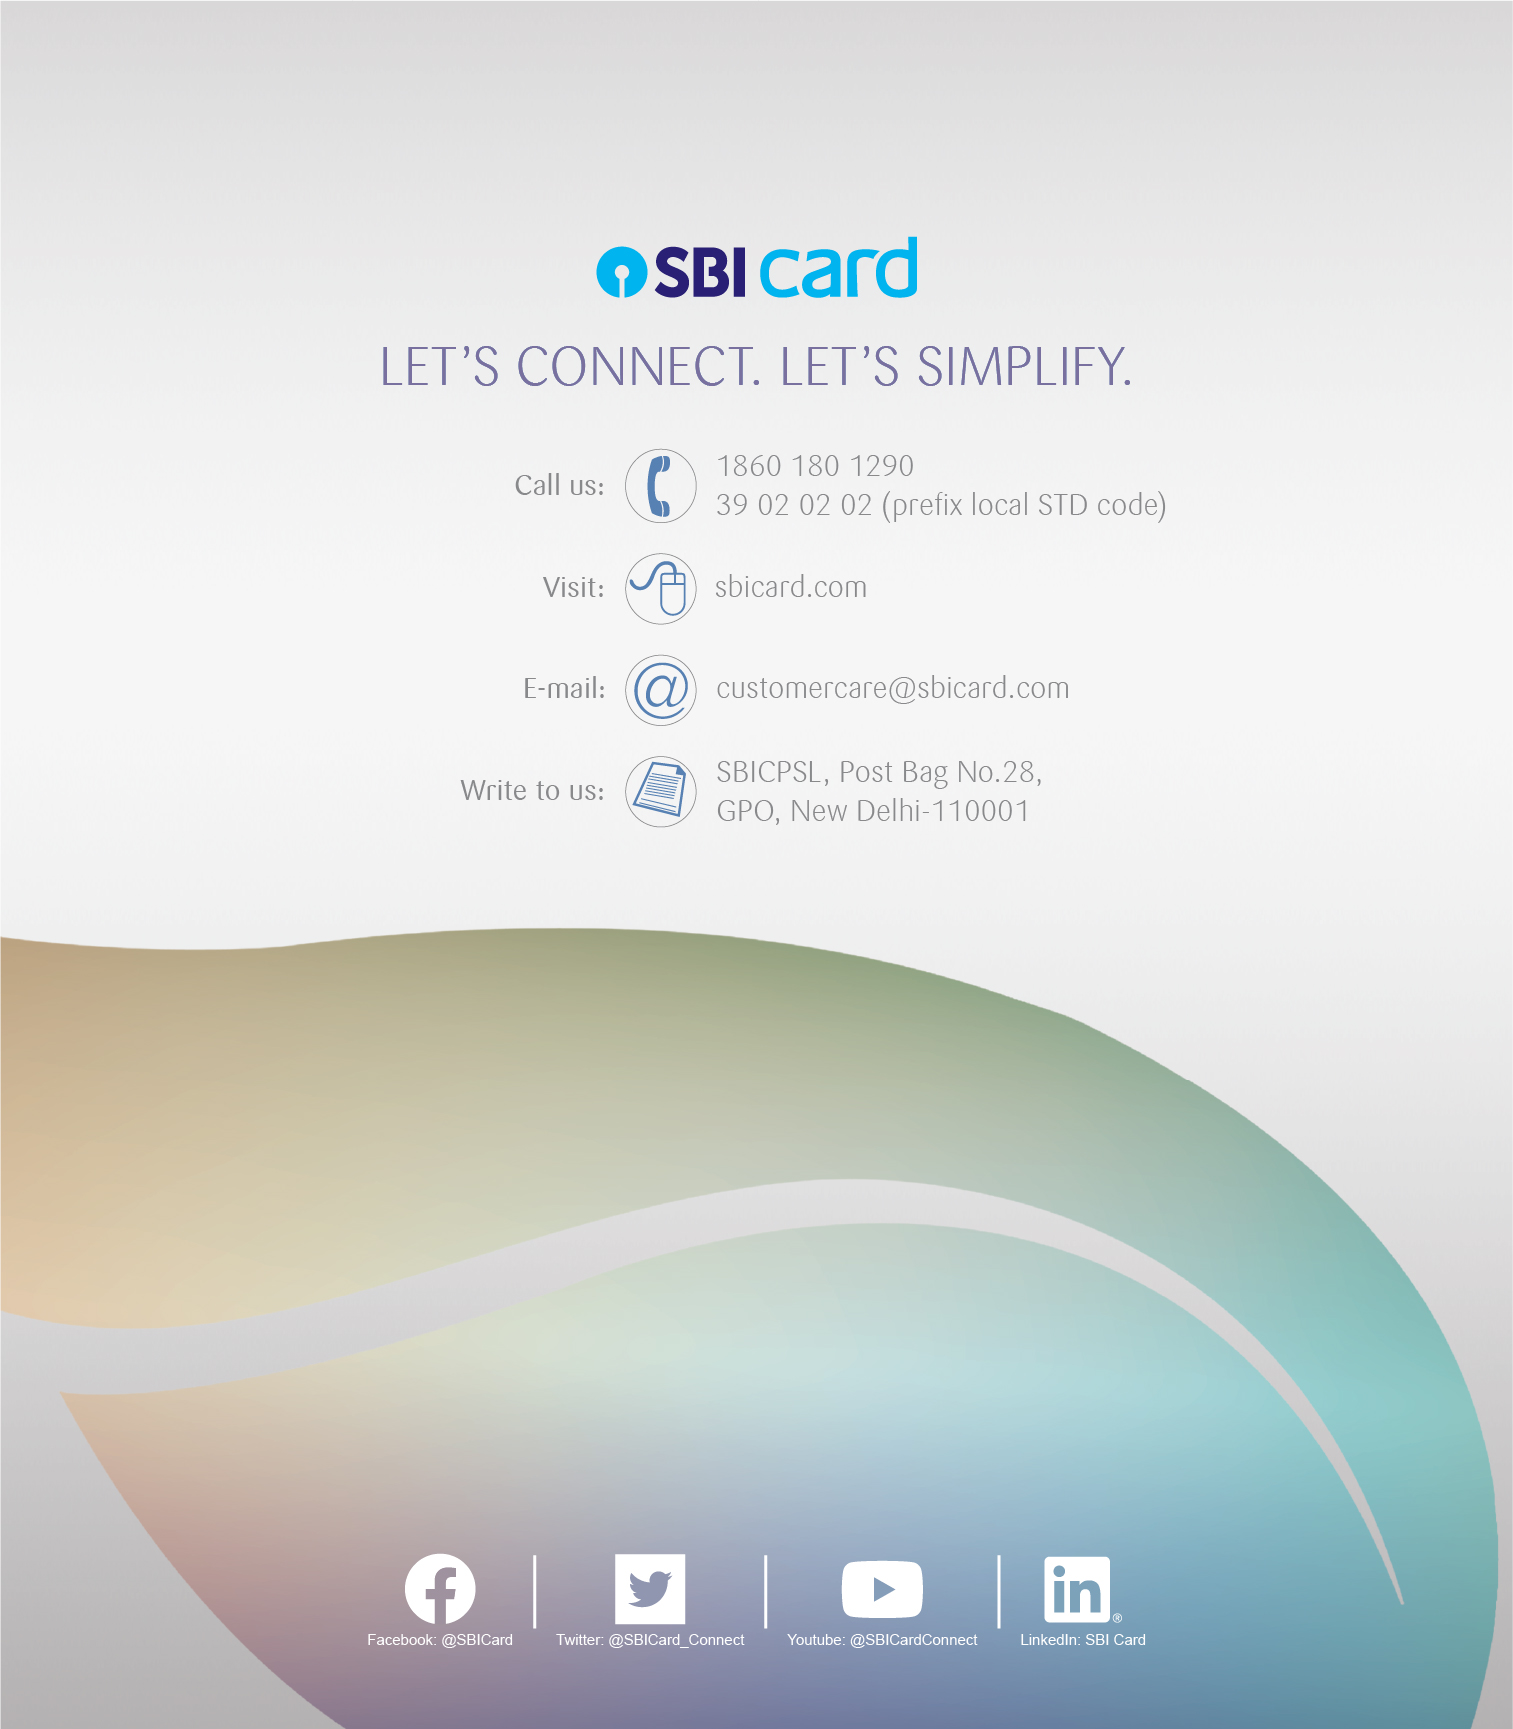 SBI card
LET’S CONNECT. LET’S SIMPLIFY.
Call us:
1860 180 1290
39 02 02 02 (prefix local STD code)
Visit:
sbicard.com
E-mail:
customercare@sbicard.com
Write to us:
SBICPSL, Post Bag No.28,
GPO, New Delhi-110001
in®
Facebook: @SBICard
Twitter: @SBICard_Connect
Youtube: @SBICardConnect
LinkedIn: SBI Card